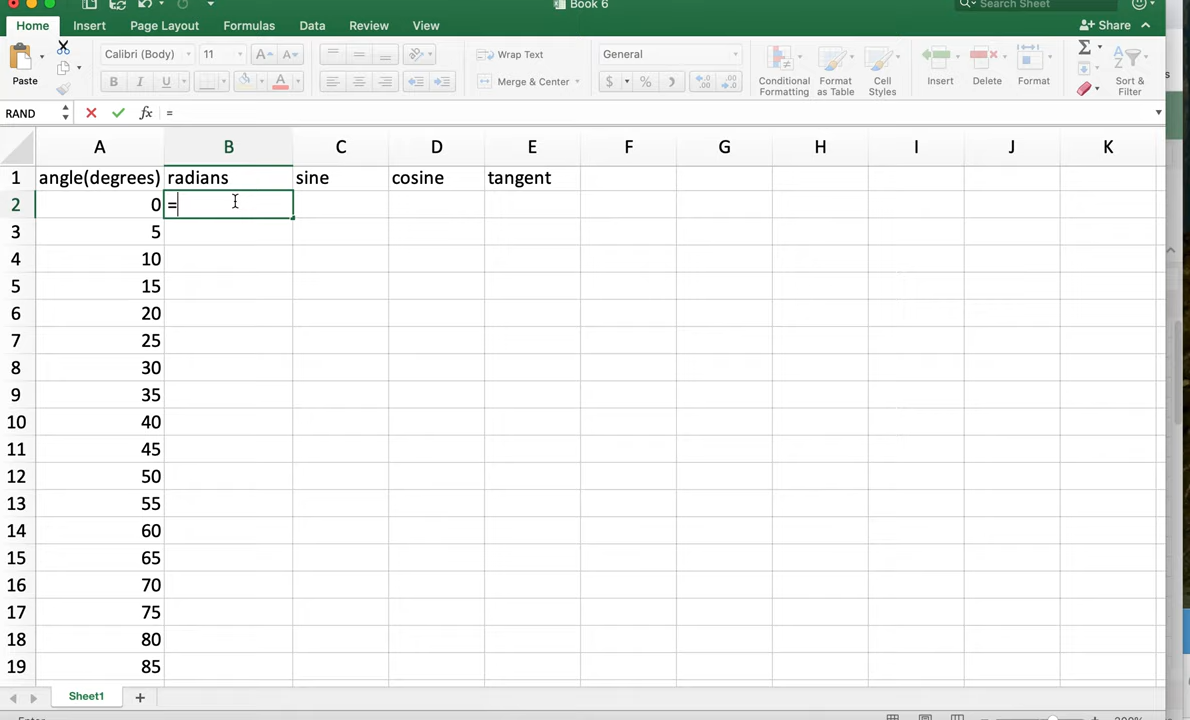 Book 6
Search Sheet
Home Insert Page Layout Formulas Data Review View
Share
Paste
Calibri (Body) 11
A A
Wrap Text
General
B I U A
Merge & Center
$ % )
Conditional Formatting
Format as Table
Cell Styles
Insert
Delete
Format
Sort & Filter
RAND fx =
A B C D E F G H I J K
1 angle(degrees) radians sine cosine tangent
2 0 =
3 5
4 10
5 15
6 20
7 25
8 30
9 35
10 40
11 45
12 50
13 55
14 60
15 65
16 70
17 75
18 80
19 85
Sheet1 +